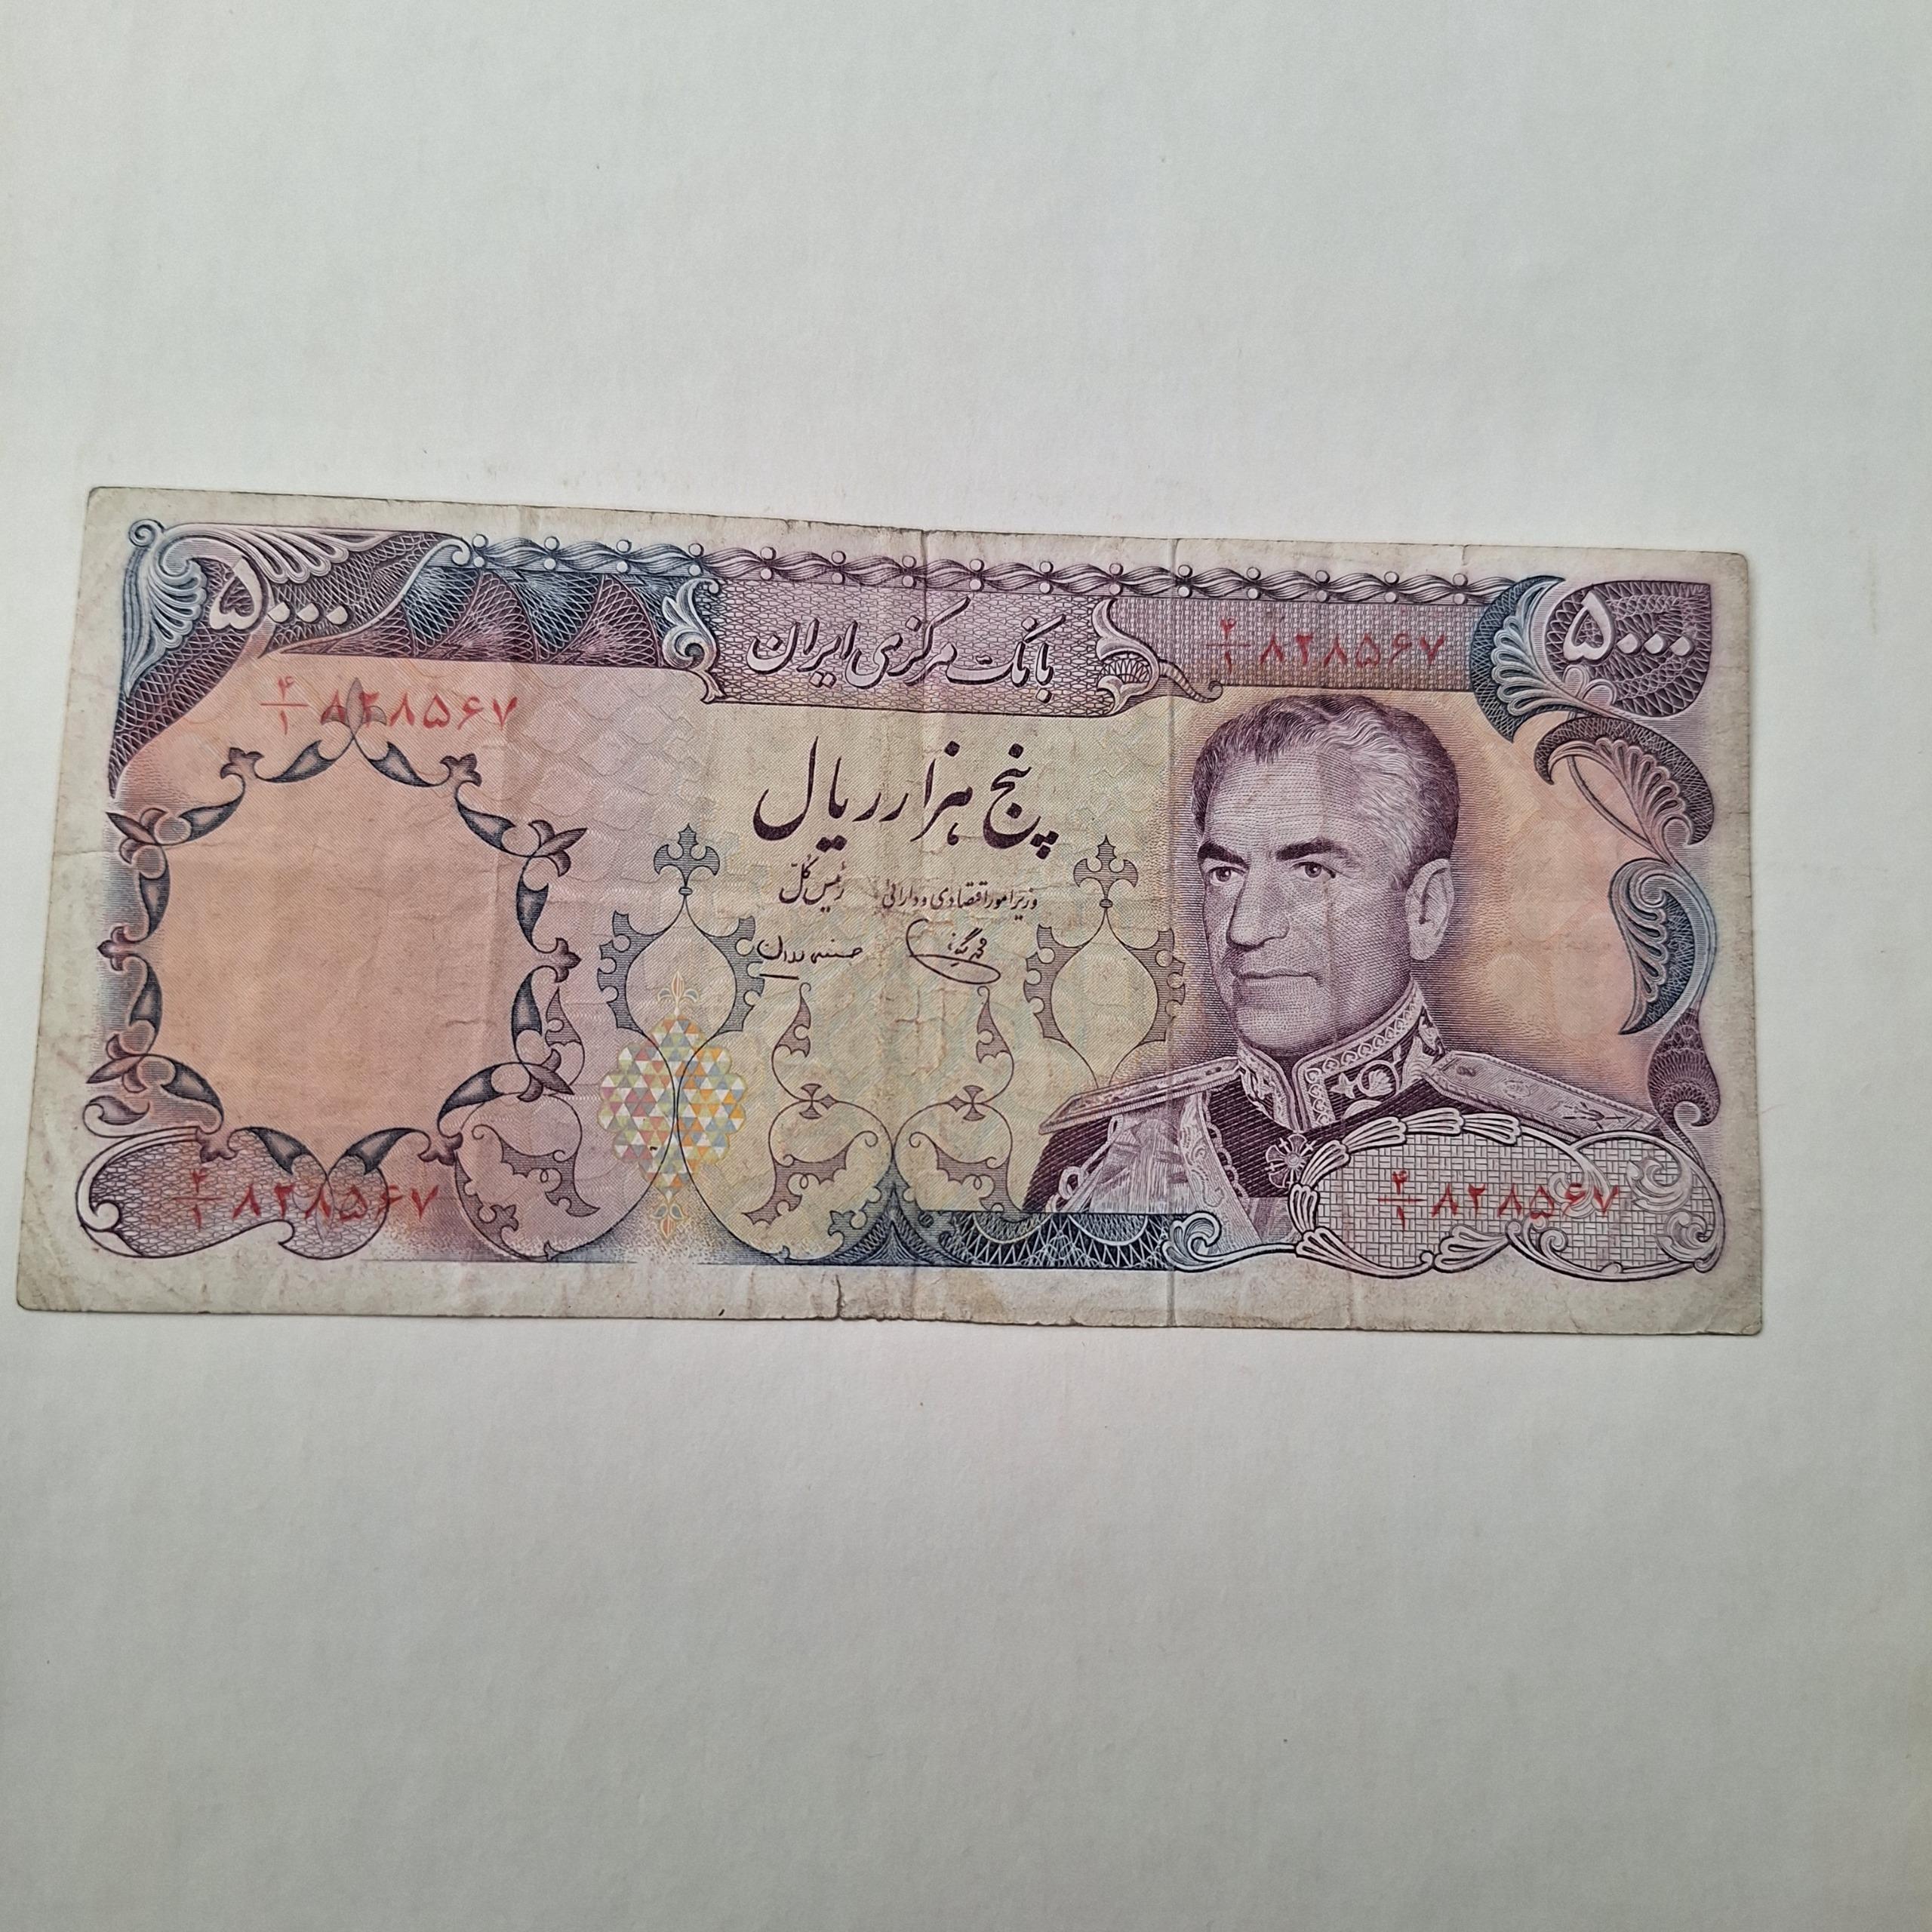 ۵۰۰۰
بانک مرکزی ایران
۴/۱ ۸۲۸۵۶۷
۵۰۰۰
۴/۱ ۸۲۸۵۶۷
پنج هزار ریال
وزیر امور اقتصادی و دارائی
رئیس کل
۴/۱ ۸۲۸۵۶۷
۴/۱ ۸۲۸۵۶۷